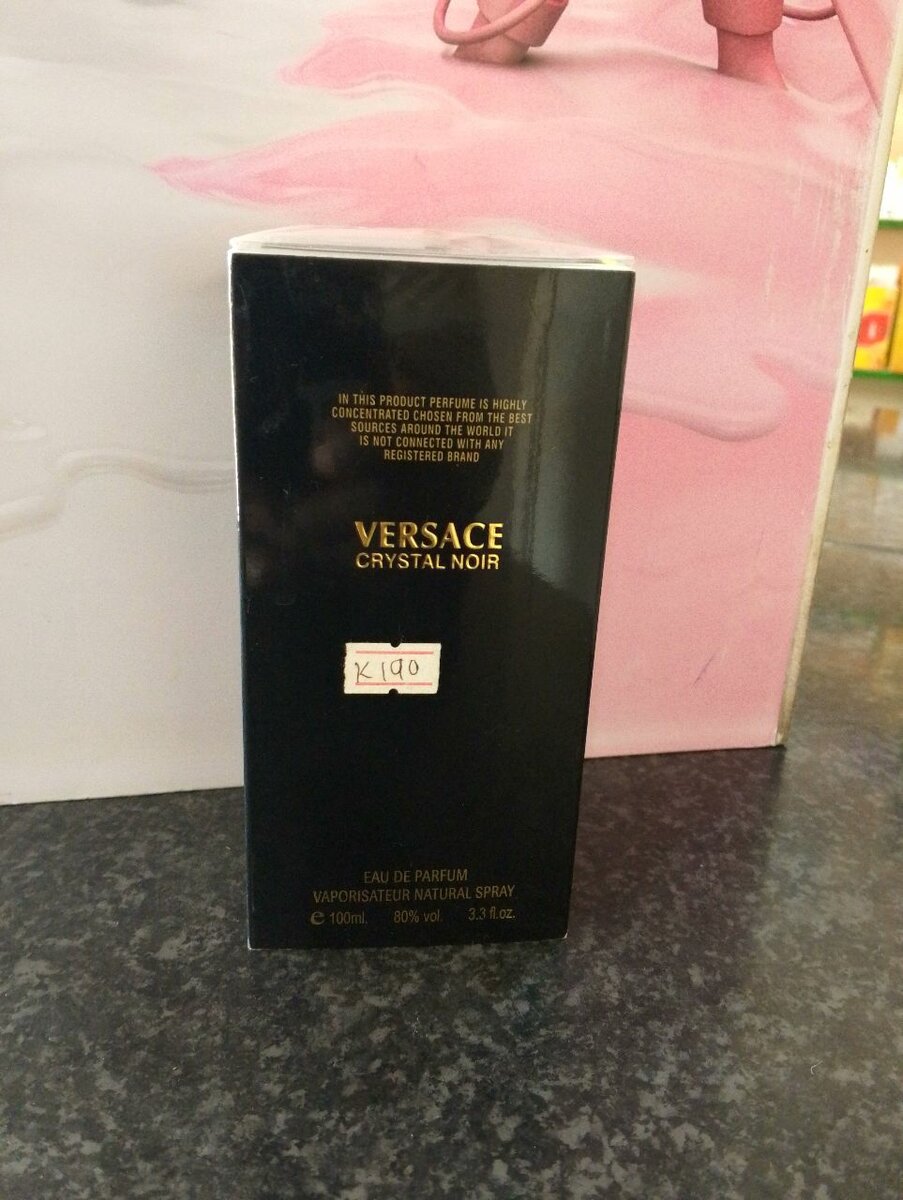 IN THIS PRODUCT PERFUME IS HIGHLY
CONCENTRATED CHOSEN FROM THE BEST
SOURCES AROUND THE WORLD IT
IS NOT CONNECTED WITH ANY
REGISTERED BRAND
VERSACE
CRYSTAL NOIR
K190
EAU DE PARFUM
VAPORISATEUR NATURAL SPRAY
e 100ml. 80% vol. 3.3 fl.oz.